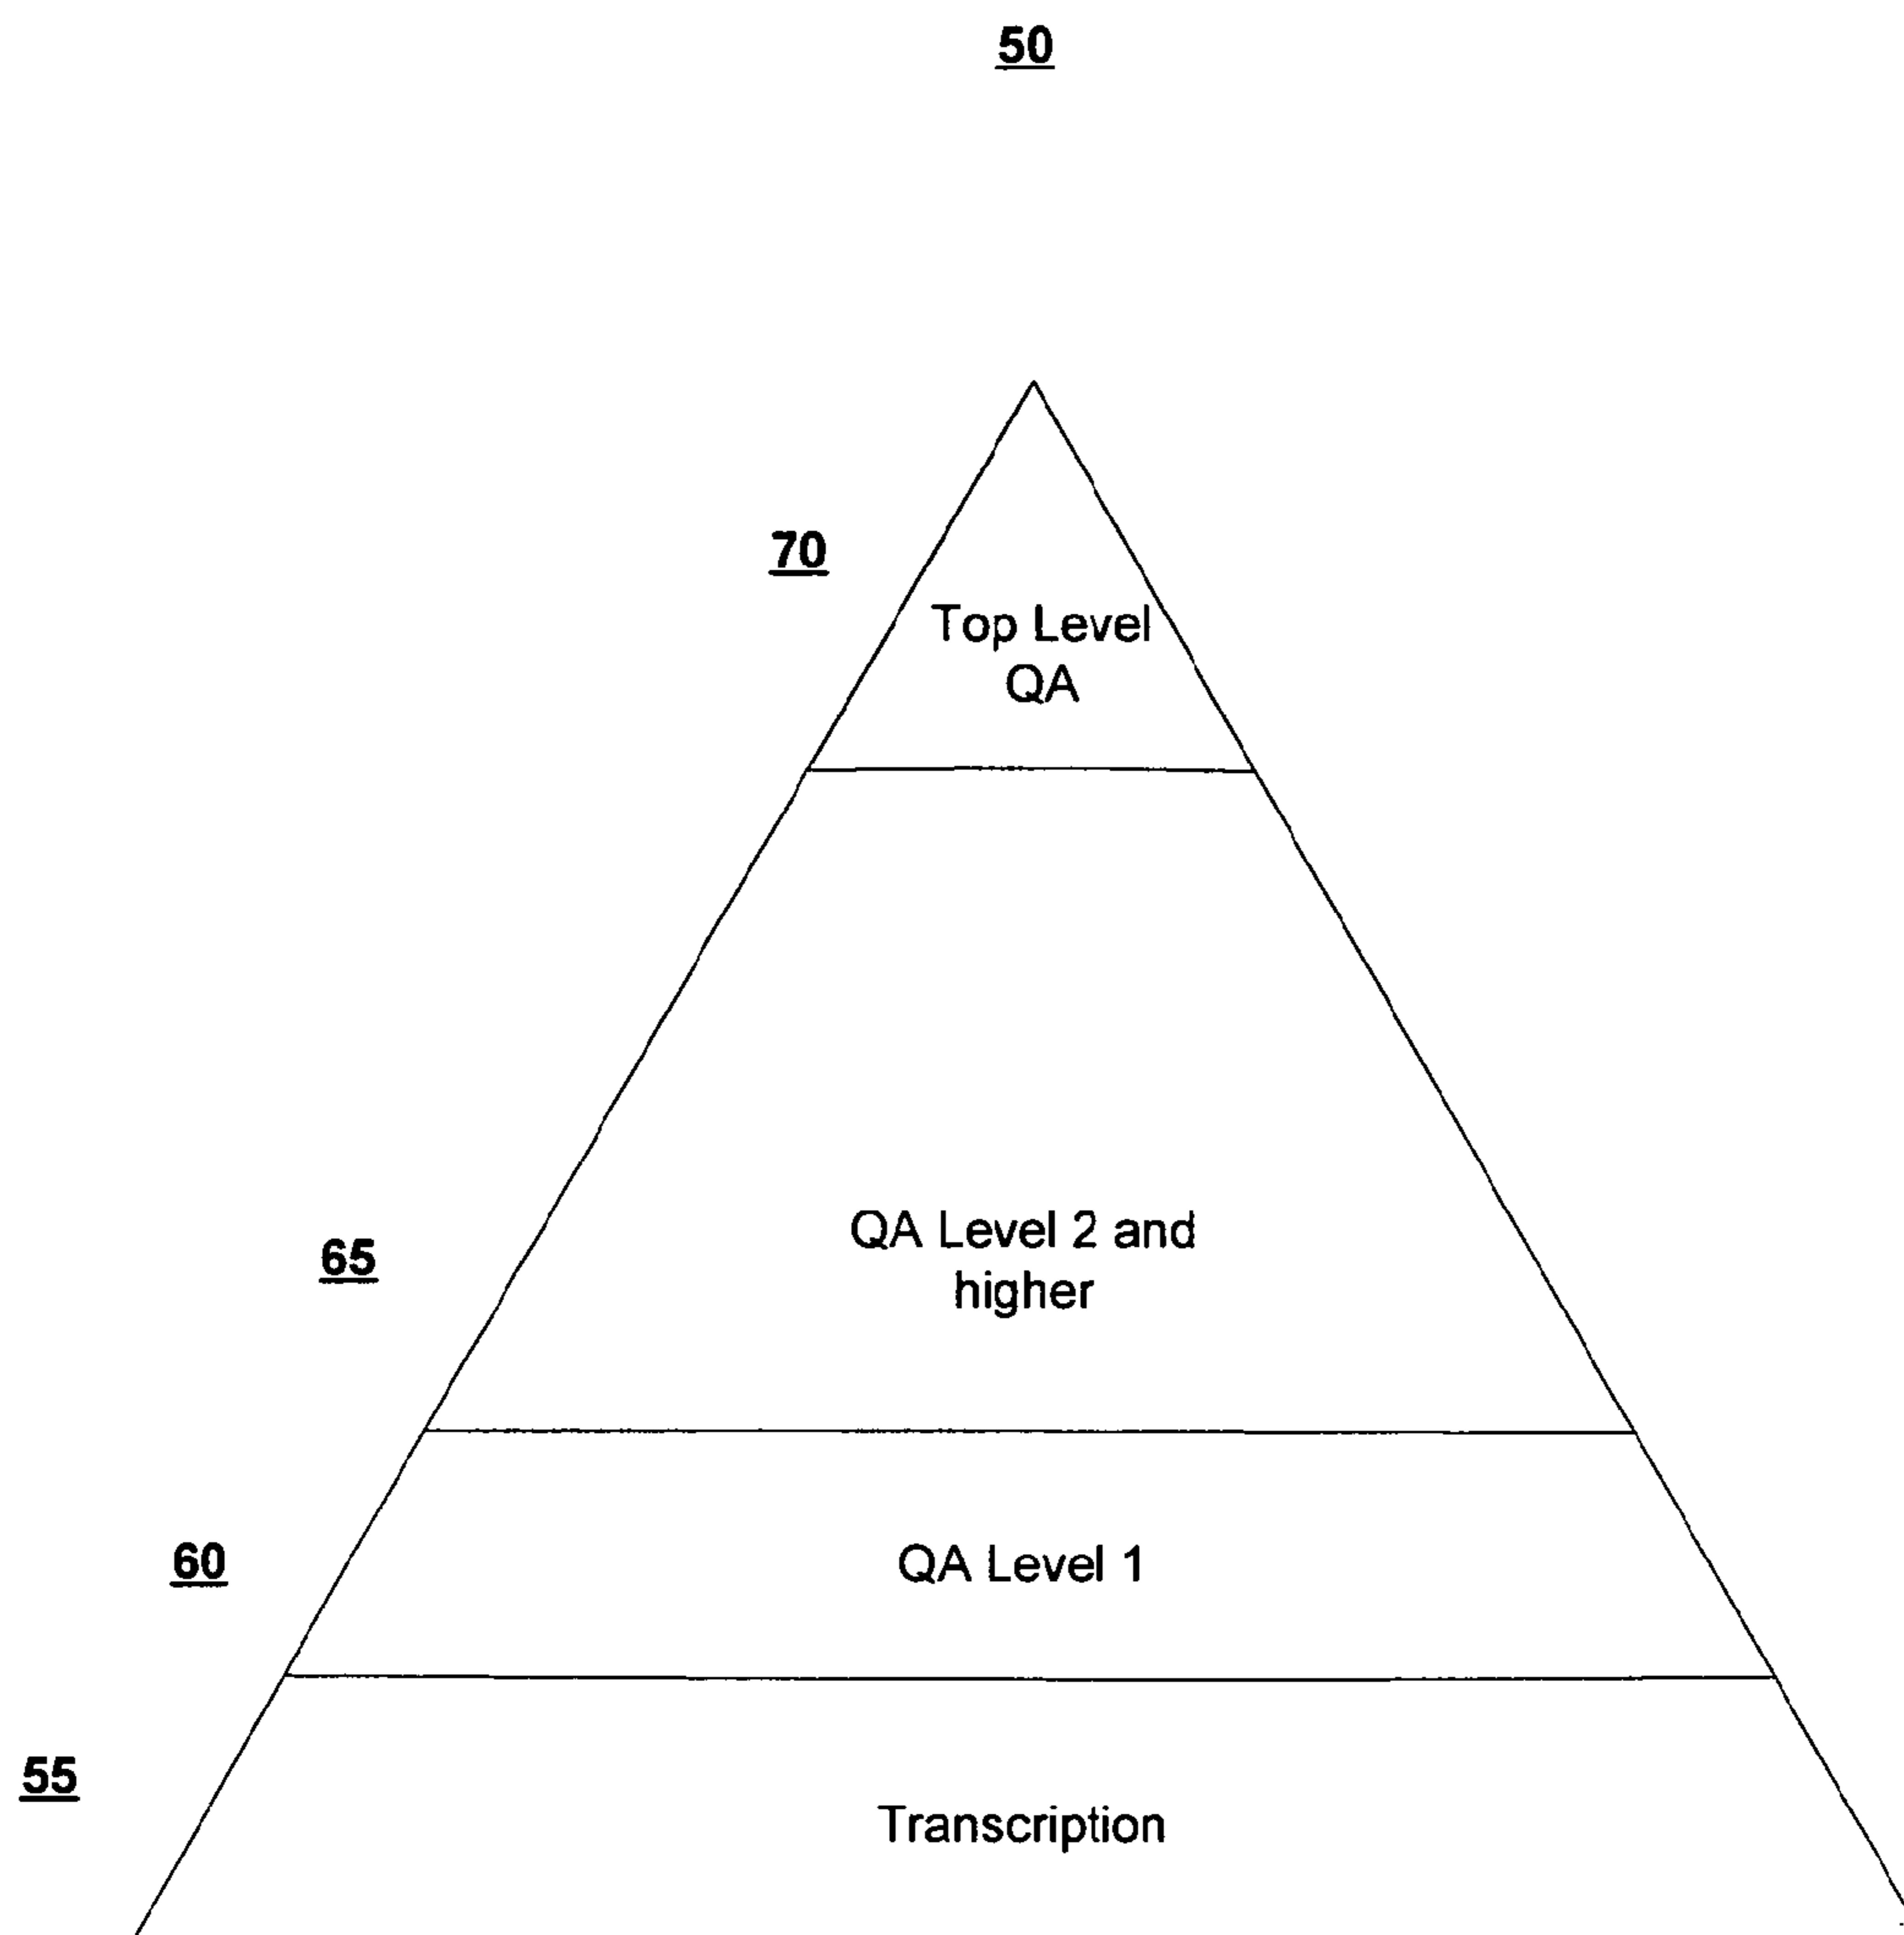 50
70
Top Level
QA
QA Level 2 and
higher
65
QA Level 1
60
55
Transcription